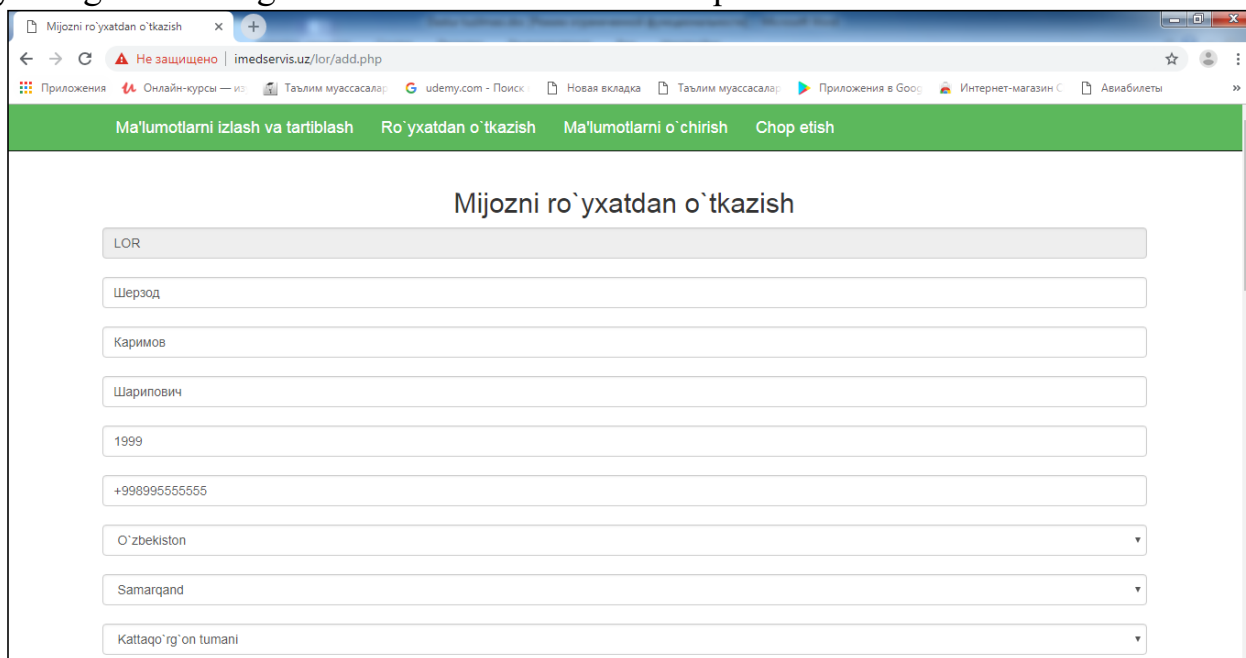 Mijozni ro`yxatdan o`tkazish
Не защищено | imedservis.uz/lor/add.php
Приложения Онлайн-курсы — из Таълим муассасалар udemy.com - Поиск Новая вкладка Таълим муассасалар Приложения в Goog Интернет-магазин С Авиабилеты »
Ma'lumotlarni izlash va tartiblash Ro`yxatdan o`tkazish Ma'lumotlarni o`chirish Chop etish
Mijozni ro`yxatdan o`tkazish
LOR
Шерзод
Каримов
Шарипович
1999
+998995555555
O`zbekiston
Samarqand
Kattaqo`rg`on tumani